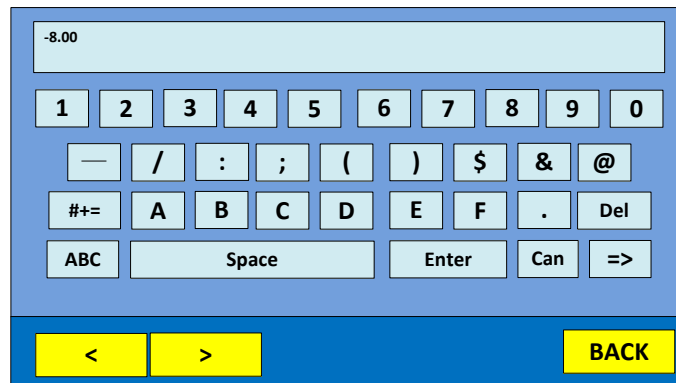 -8.00
1 2 3 4 5 6 7 8 9 0
— / : ; ( ) $ & @
#+= A B C D E F . Del
ABC Space Enter Can =>
< > BACK